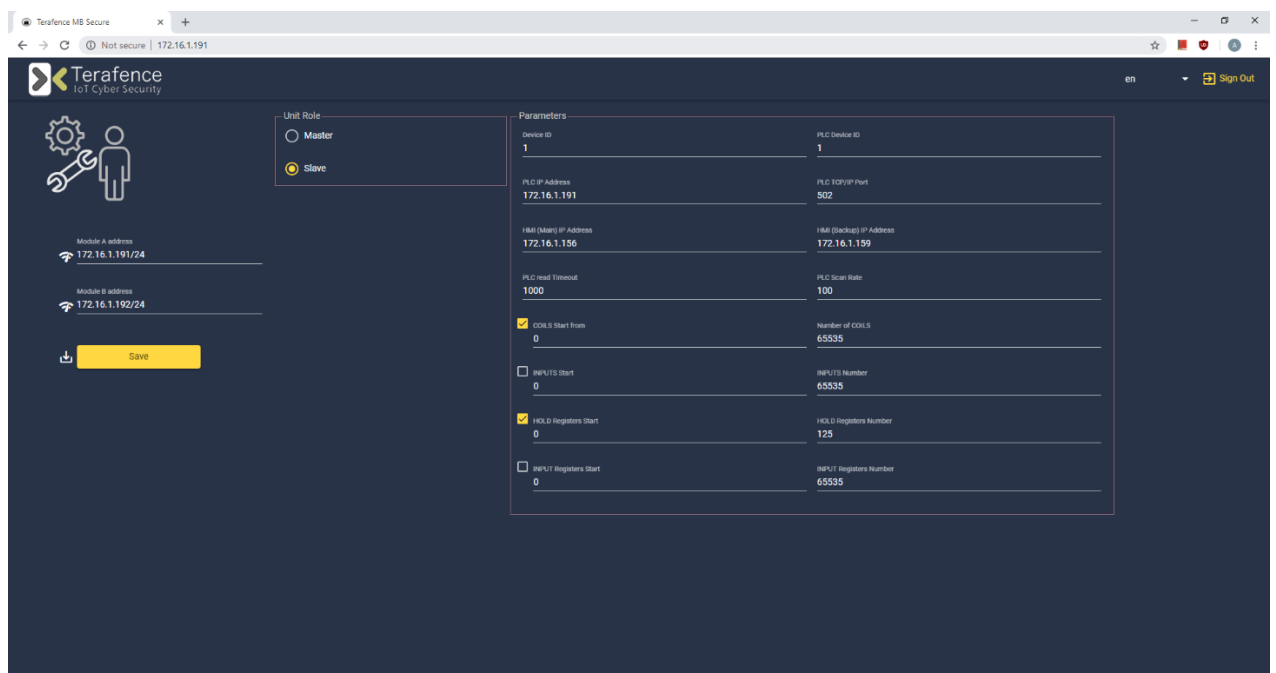 Terafence MB Secure
Not secure | 172.16.1.191
Terafence
IoT Cyber Security
en
Sign Out
Module A address
172.16.1.191/24
Module B address
172.16.1.192/24
Save
Unit Role
Master
Slave
Parameters
Device ID
1
PLC Device ID
1
PLC IP Address
172.16.1.191
PLC TCP/IP Port
502
HMI (Main) IP Address
172.16.1.156
HMI (Backup) IP Address
172.16.1.159
PLC read Timeout
1000
PLC Scan Rate
100
COILS Start from
0
Number of COILS
65535
INPUTS Start
0
INPUTS Number
65535
HOLD Registers Start
0
HOLD Registers Number
125
INPUT Registers Start
0
INPUT Registers Number
65535